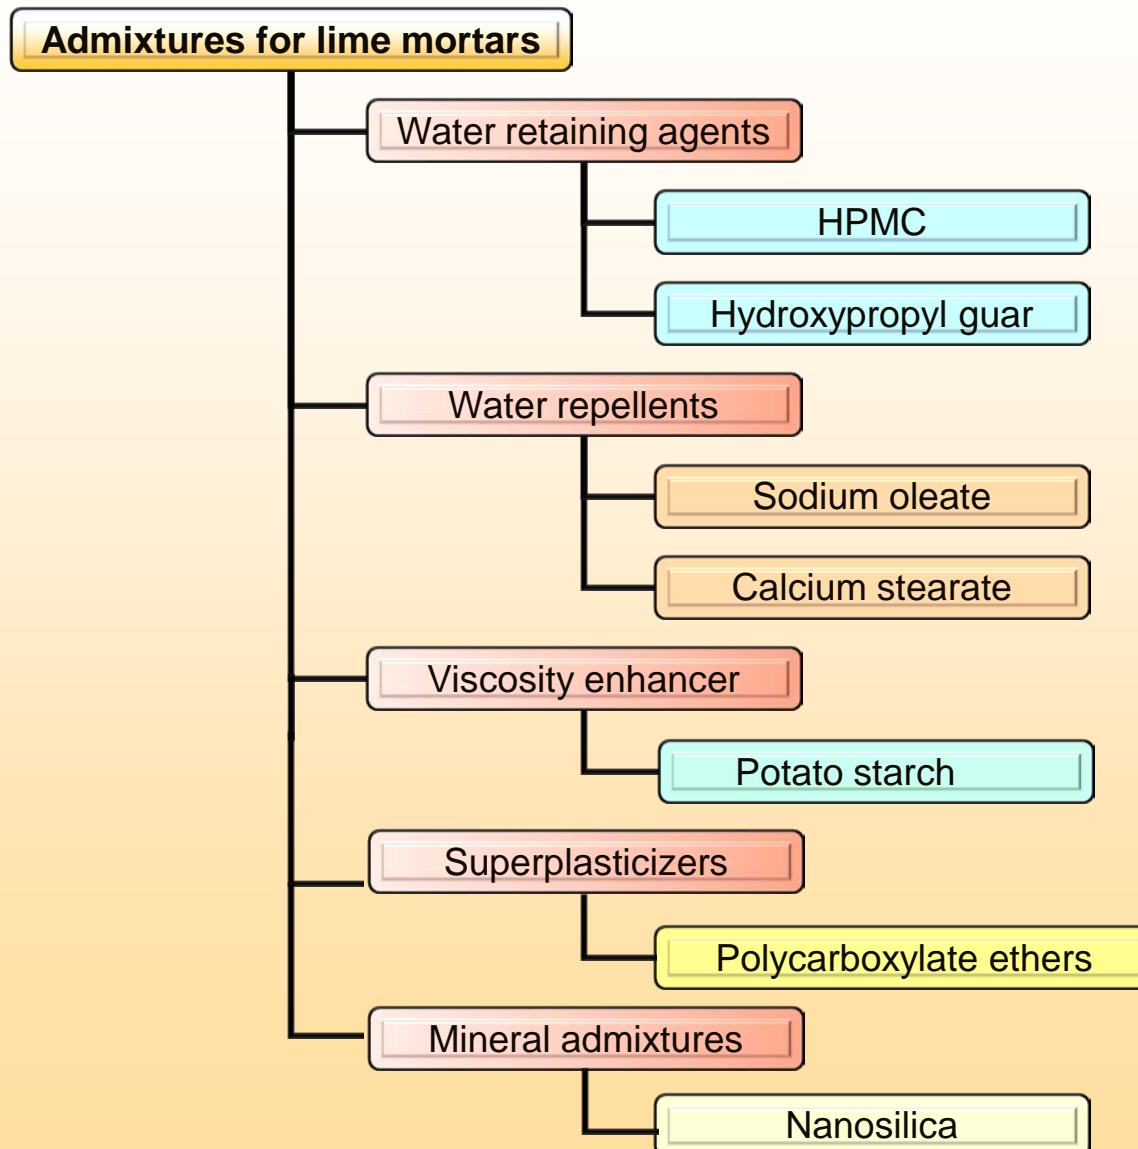 Admixtures for lime mortars
Water retaining agents
HPMC
Hydroxypropyl guar
Water repellents
Sodium oleate
Calcium stearate
Viscosity enhancer
Potato starch
Superplasticizers
Polycarboxylate ethers
Mineral admixtures
Nanosilica